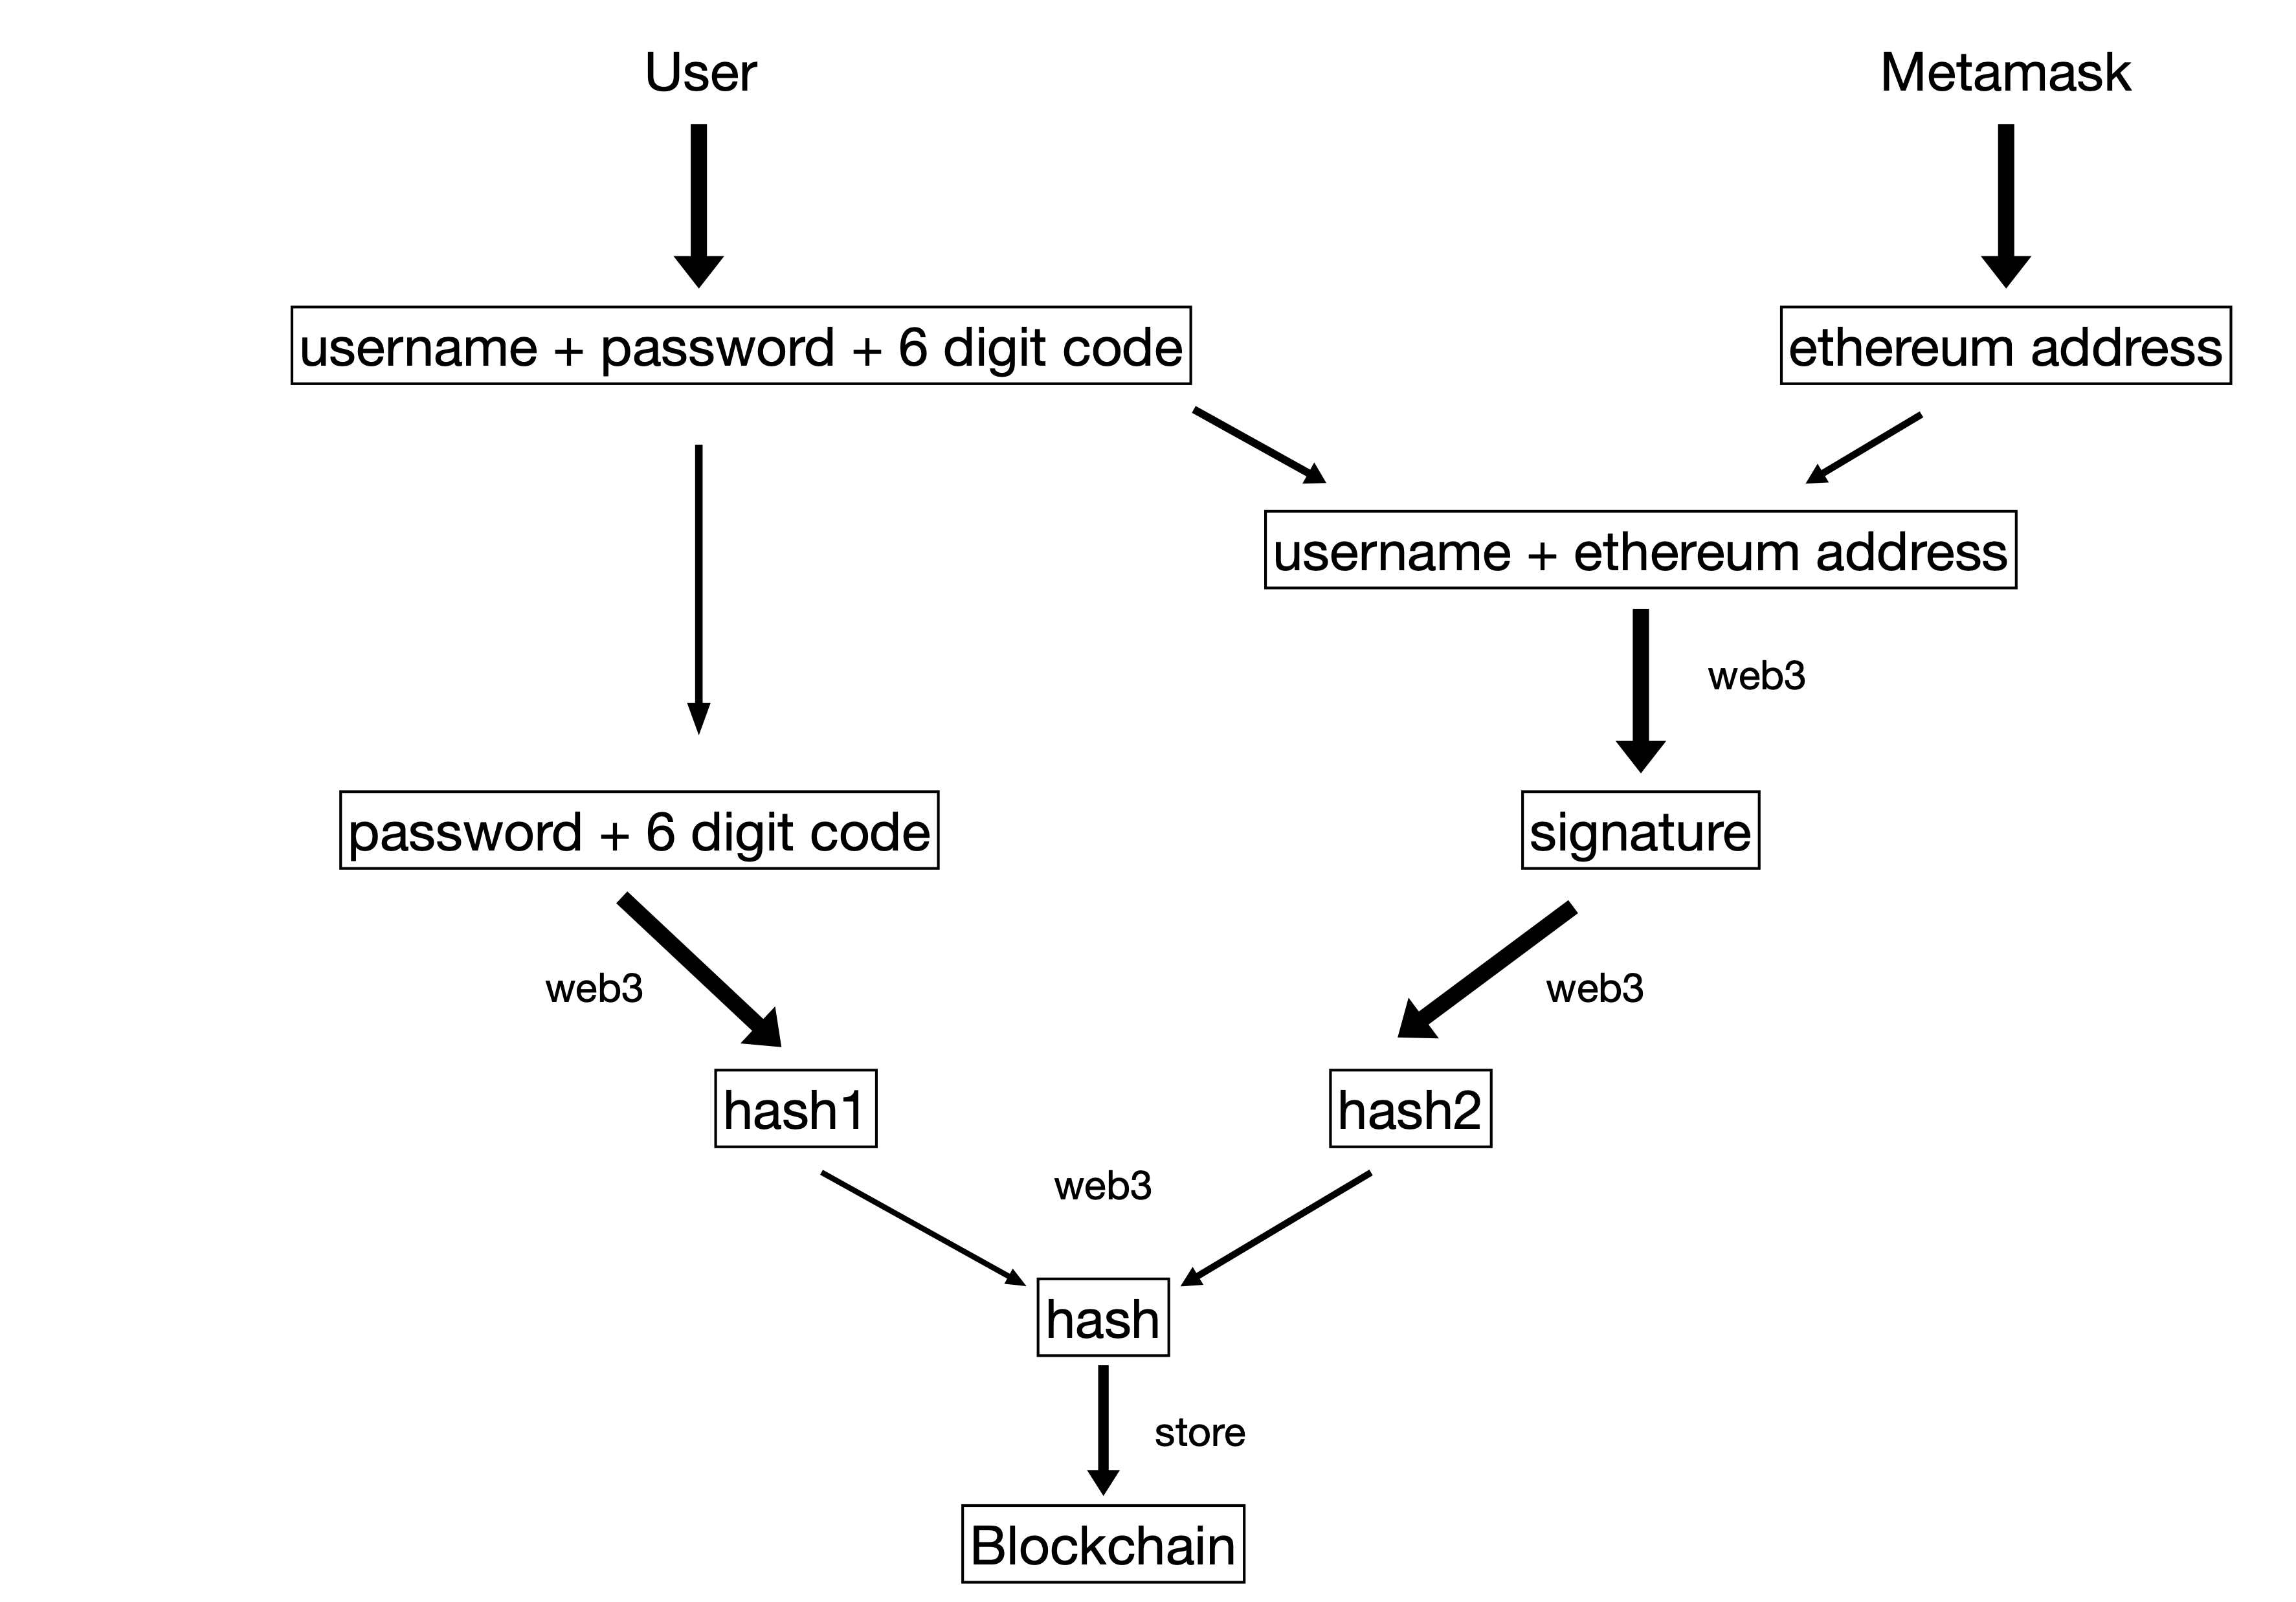 User
Metamask
username + password + 6 digit code
ethereum address
username + ethereum address
web3
password + 6 digit code
signature
web3
web3
hash1
hash2
web3
hash
store
Blockchain